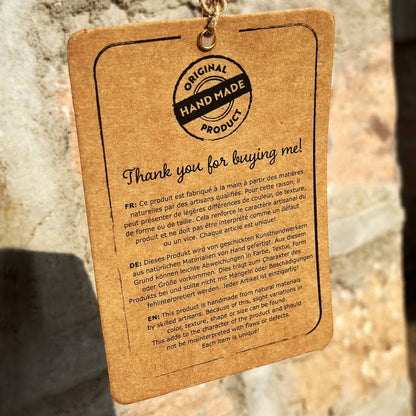 ORIGINAL
HAND MADE
PRODUCT
Thank you for buying me!
FR: Ce produit est fabriqué à la main à partir des matières
naturelles par des artisans qualifiés. Pour cette raison, il
peut présenter de légères différences de couleur, de texture,
de forme ou de taille. Cela renforce le caractère artisanal du
produit et ne doit pas être interprété comme un défaut
ou un vice. Chaque article est unique!
DE: Dieses Produkt wird von geschickten Kunsthandwerkern
aus natürlichen Materialien von Hand gefertigt. Aus diesem
Grund können leichte Abweichungen in Farbe, Textur, Form
oder Größe vorkommen. Dies trägt zum Charakter des
Produkts bei und sollte nicht mit Mängeln oder Beschädigungen
fehlinterpretiert werden. Jeder Artikel ist einzigartig!
EN: This product is handmade from natural materials
by skilled artisans. Because of this, slight variations in
color, texture, shape or size can be found.
This adds to the character of the product and should
not be misinterpreted with flaws or defects.
Each item is unique!